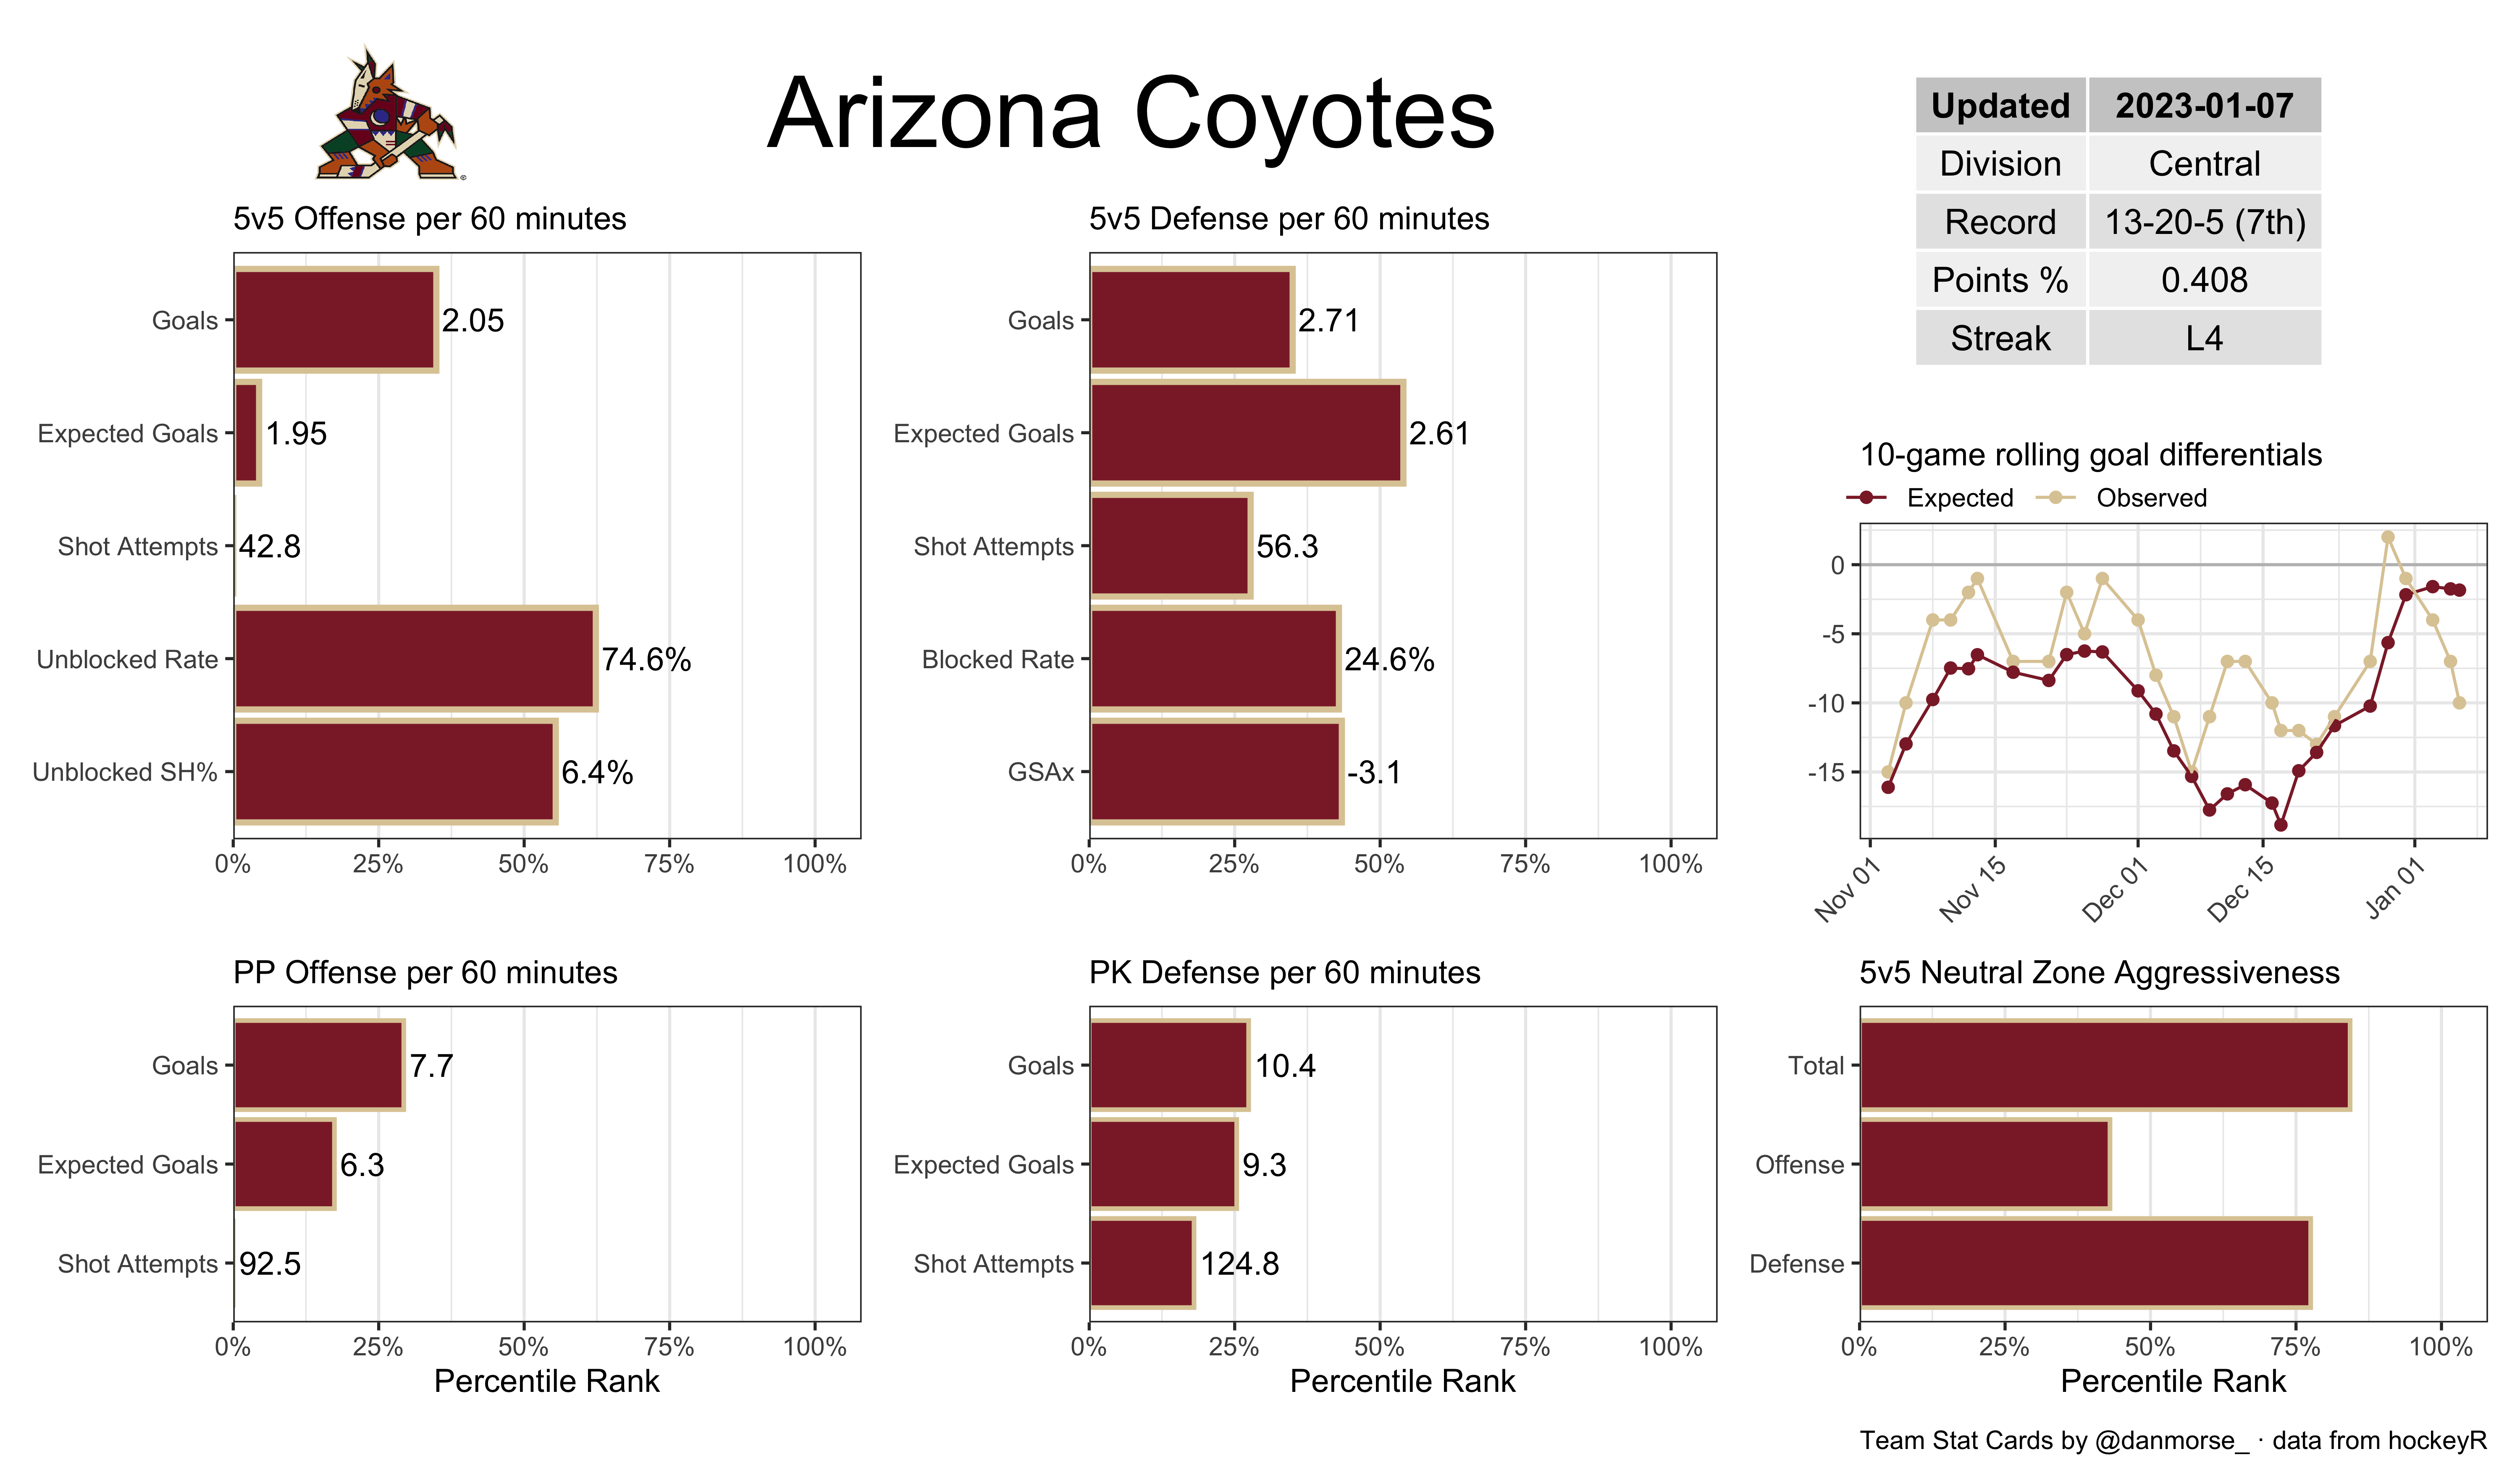 Arizona Coyotes
Updated 2023-01-07
Division Central
Record 13-20-5 (7th)
Points % 0.408
Streak L4
5v5 Offense per 60 minutes
Goals 2.05
Expected Goals 1.95
Shot Attempts 42.8
Unblocked Rate 74.6%
Unblocked SH% 6.4%
0% 25% 50% 75% 100%
5v5 Defense per 60 minutes
Goals 2.71
Expected Goals 2.61
Shot Attempts 56.3
Blocked Rate 24.6%
GSAx -3.1
0% 25% 50% 75% 100%
10-game rolling goal differentials
Expected Observed
0
-5
-10
-15
Nov 01 Nov 15 Dec 01 Dec 15 Jan 01
PP Offense per 60 minutes
Goals 7.7
Expected Goals 6.3
Shot Attempts 92.5
0% 25% 50% 75% 100%
Percentile Rank
PK Defense per 60 minutes
Goals 10.4
Expected Goals 9.3
Shot Attempts 124.8
0% 25% 50% 75% 100%
Percentile Rank
5v5 Neutral Zone Aggressiveness
Total
Offense
Defense
0% 25% 50% 75% 100%
Percentile Rank
Team Stat Cards by @danmorse_ · data from hockeyR